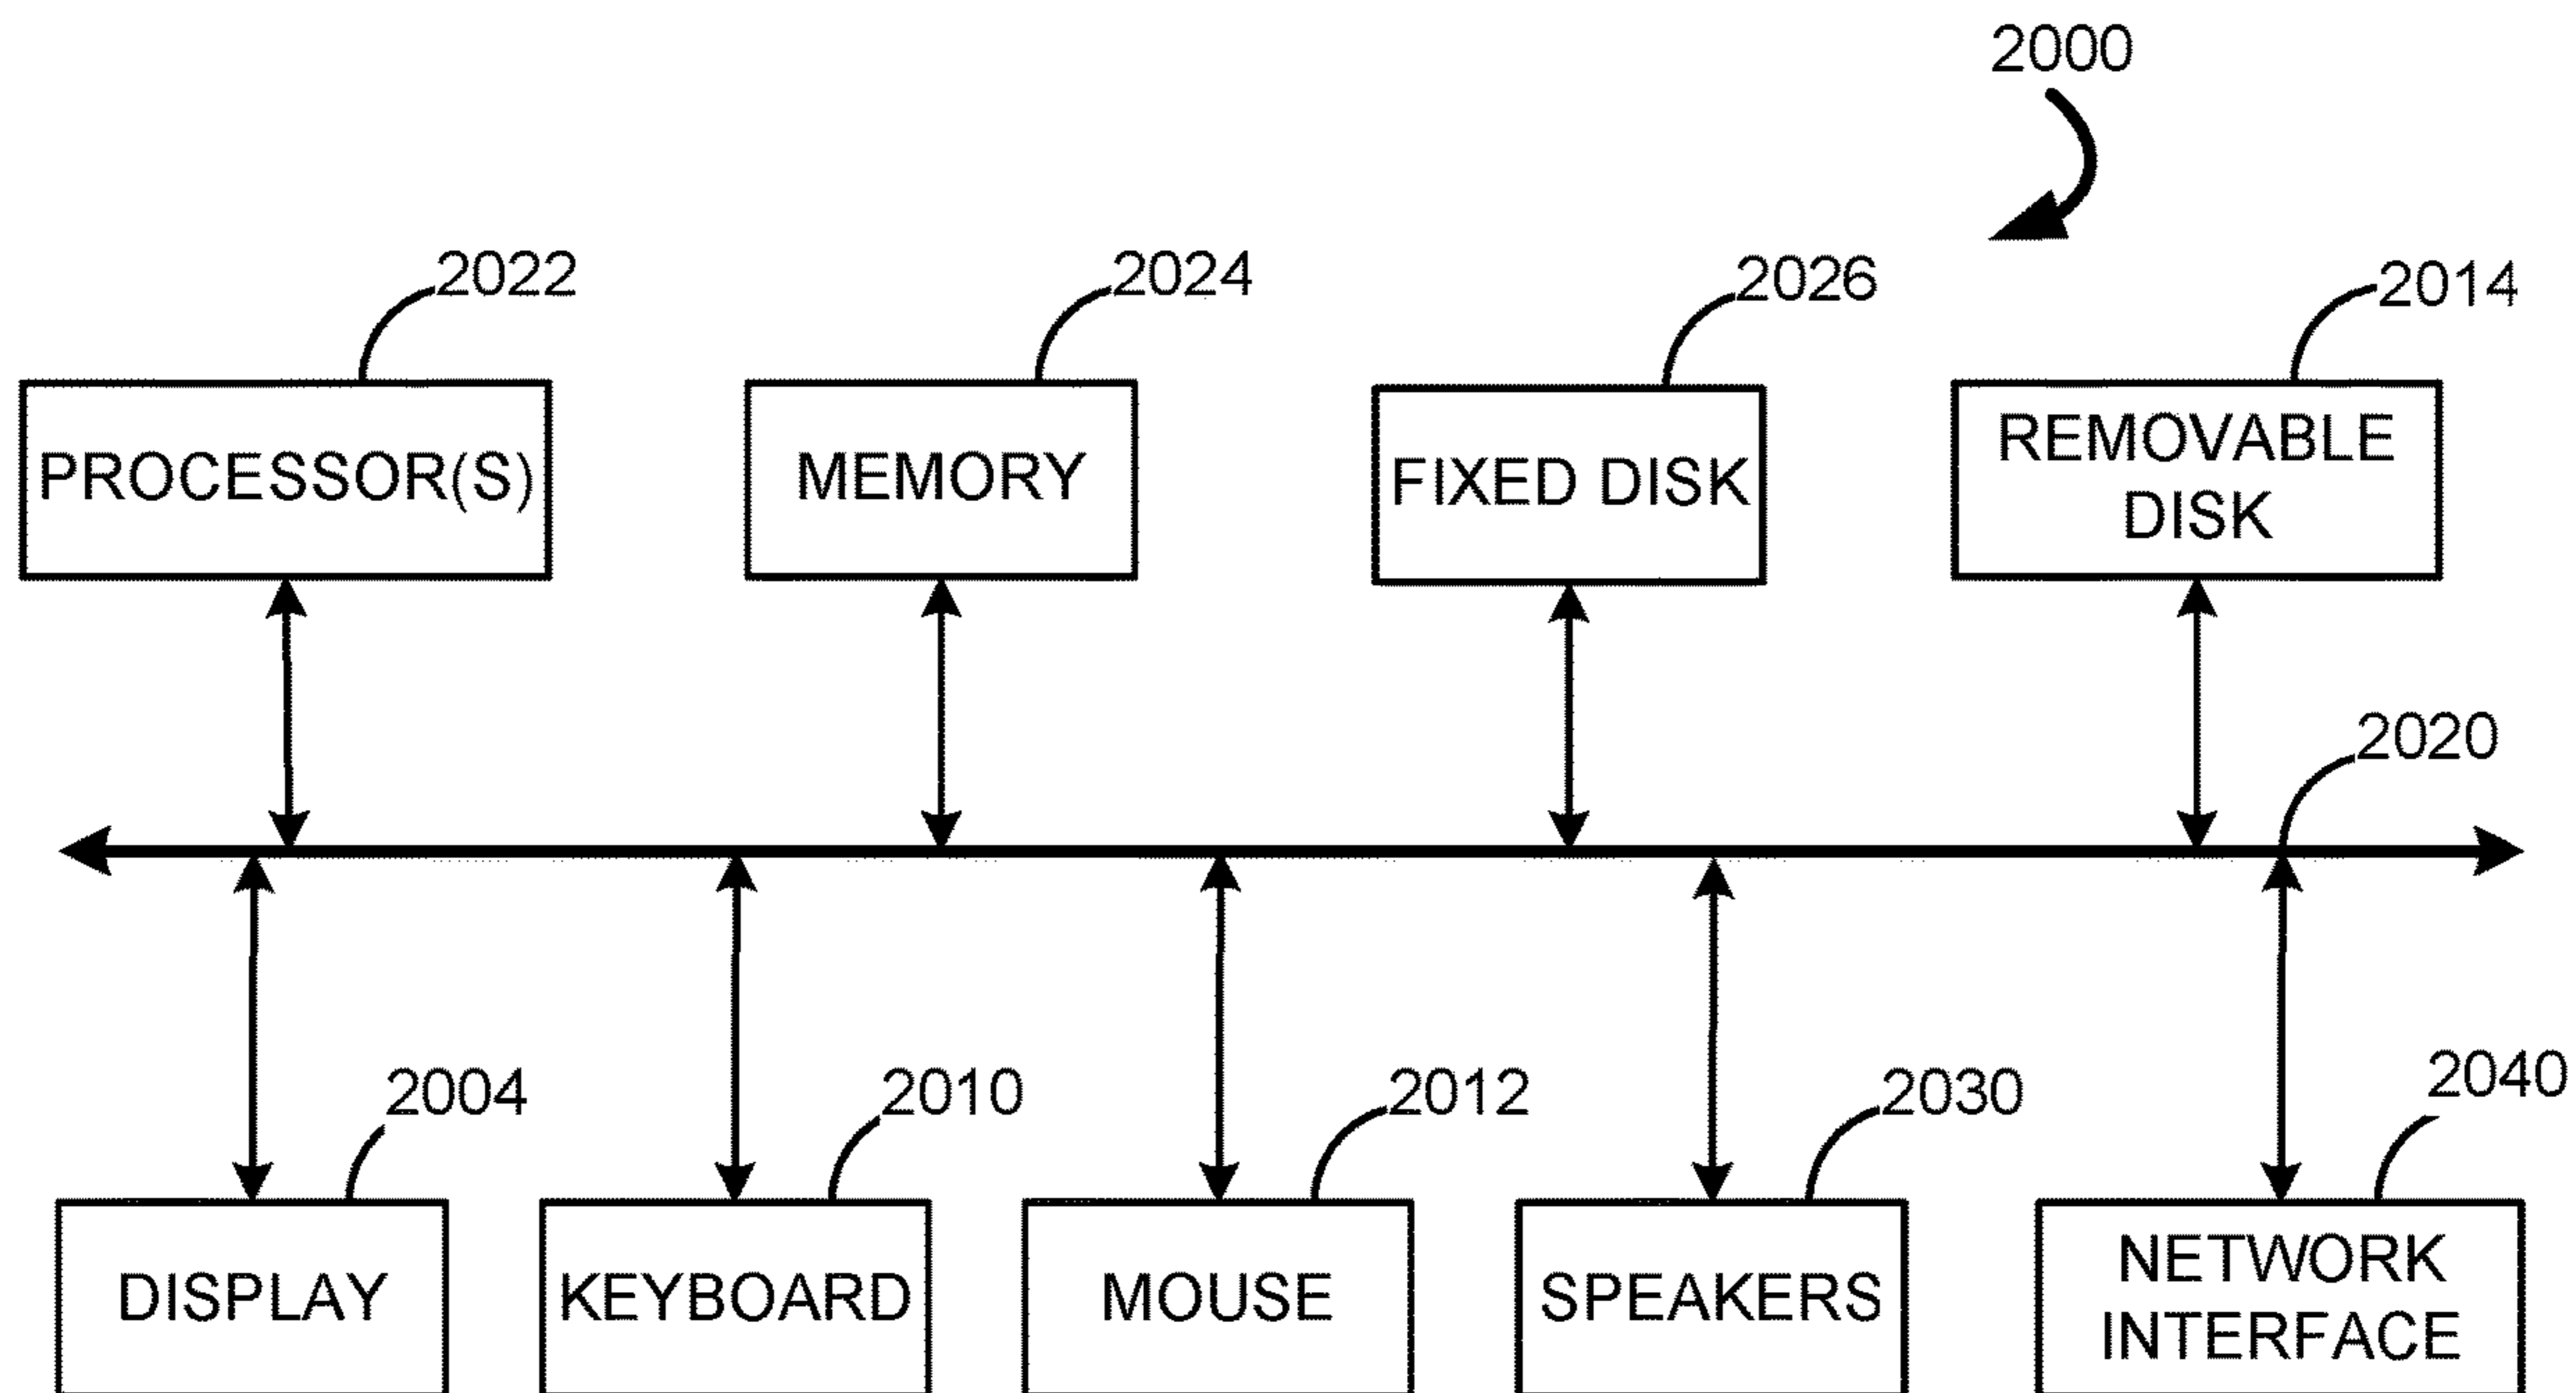 2000
2022
2024
2026
2014
PROCESSOR(S)
MEMORY
FIXED DISK
REMOVABLE
DISK
2020
2004
2010
2012
2030
2040
DISPLAY
KEYBOARD
MOUSE
SPEAKERS
NETWORK
INTERFACE